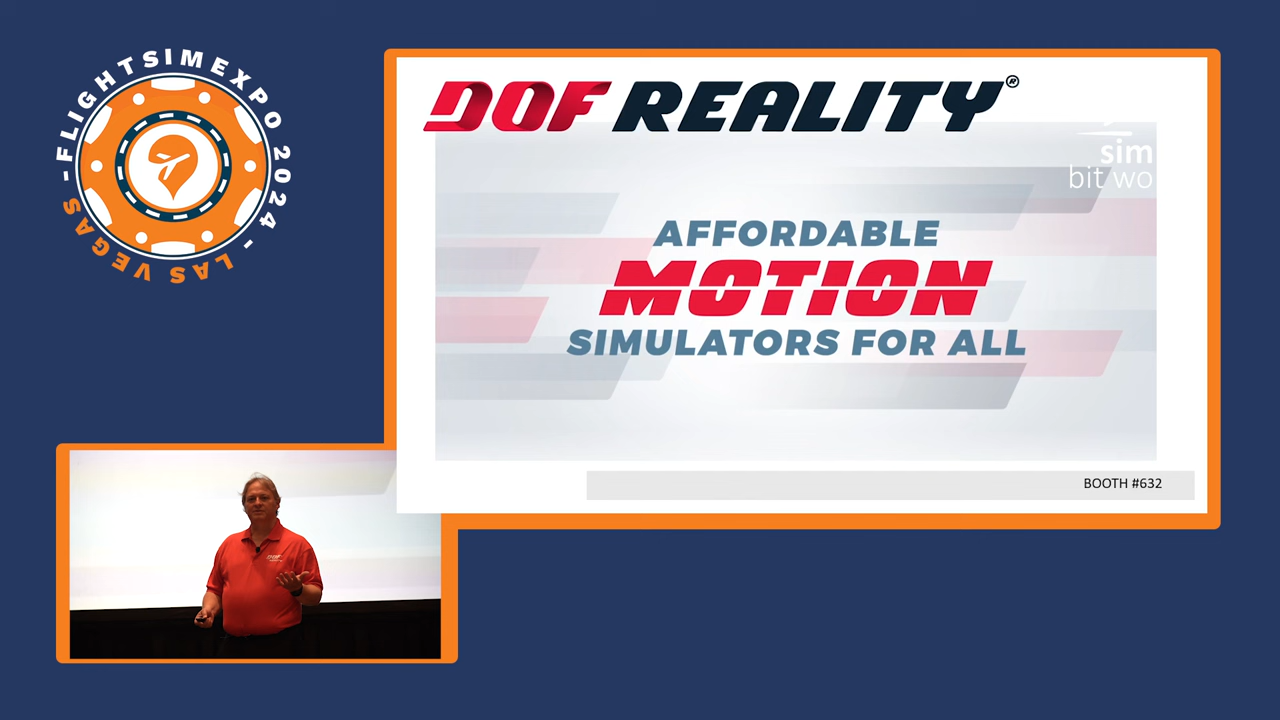 FLIGHTSIMEXPO 2024 - LAS VEGAS -
DOF REALITY®
sim
bit wo
AFFORDABLE
MOTION
SIMULATORS FOR ALL
BOOTH #632